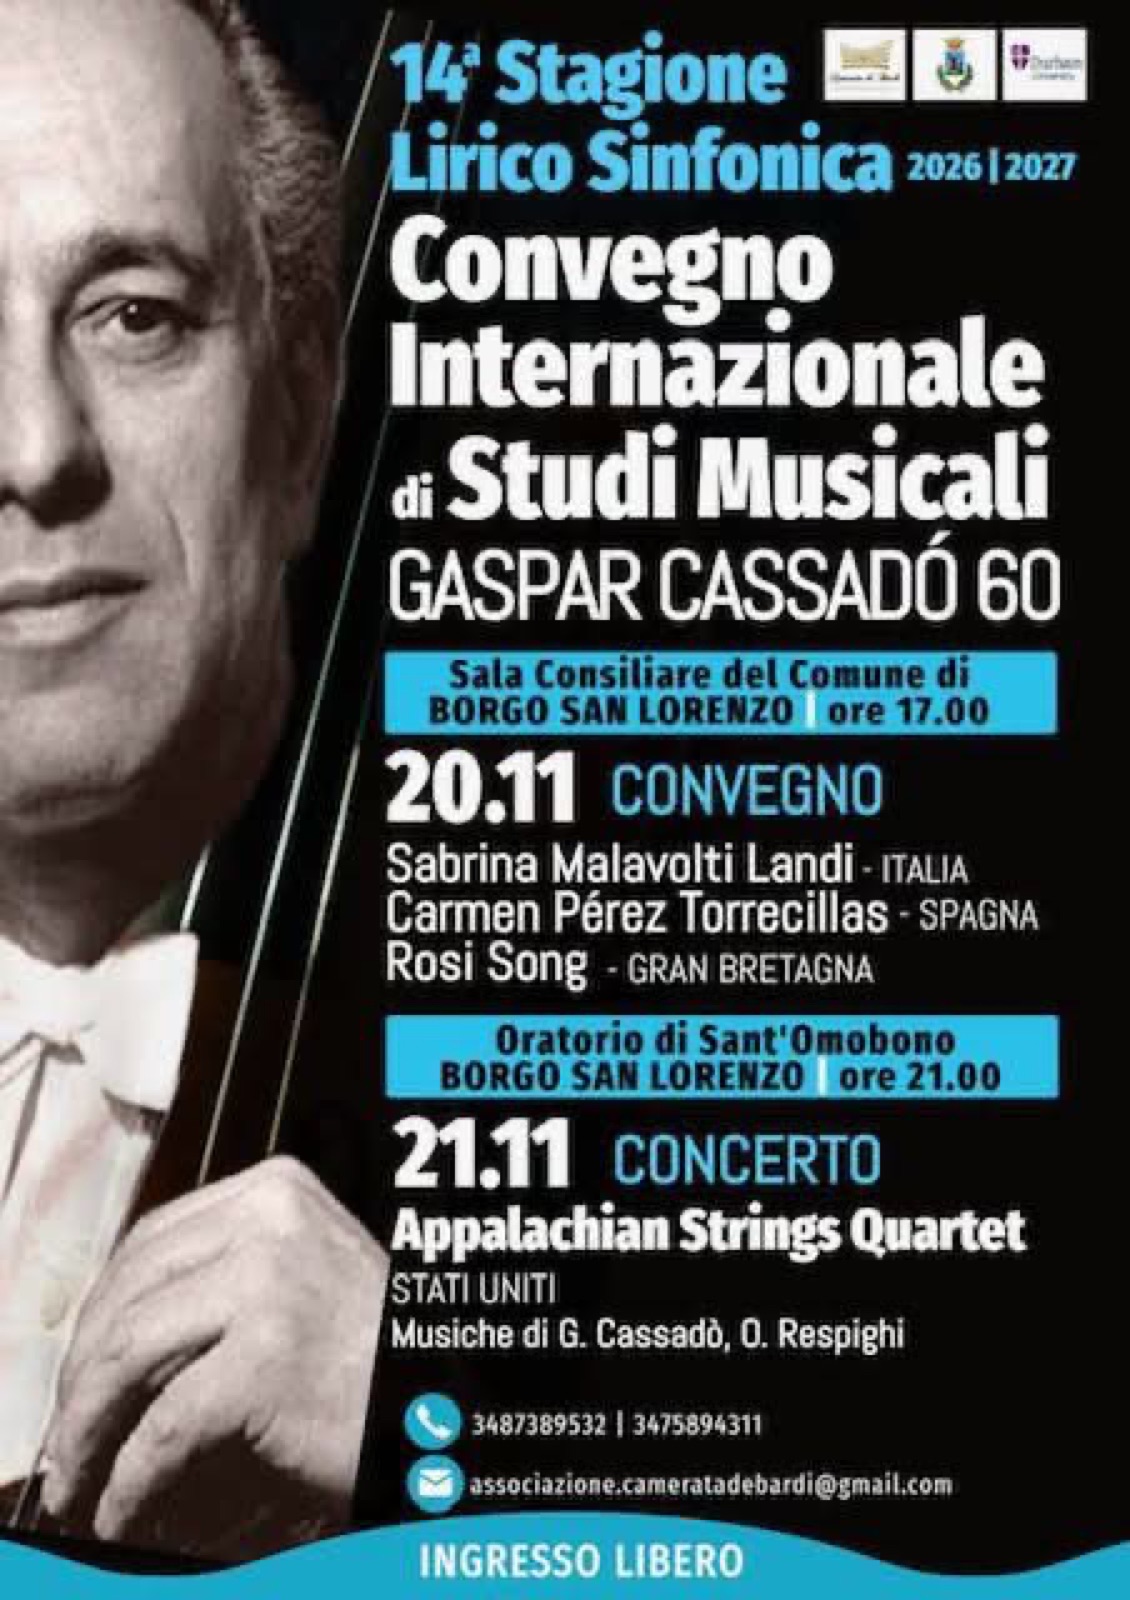 14ª Stagione
Lirico Sinfonica 2026 | 2027
Durham
Convegno
Internazionale
di Studi Musicali
GASPAR CASSADÓ 60
Sala Consiliare del Comune di
BORGO SAN LORENZO | ore 17.00
20.11 CONVEGNO
Sabrina Malavolti Landi - ITALIA
Carmen Pérez Torrecillas - SPAGNA
Rosi Song - GRAN BRETAGNA
Oratorio di Sant'Omobono
BORGO SAN LORENZO | ore 21.00
21.11 CONCERTO
Appalachian Strings Quartet
STATI UNITI
Musiche di G. Cassadò, O. Respighi
3487389532 | 3475894311
associazione.cameratadebardi@gmail.com
INGRESSO LIBERO